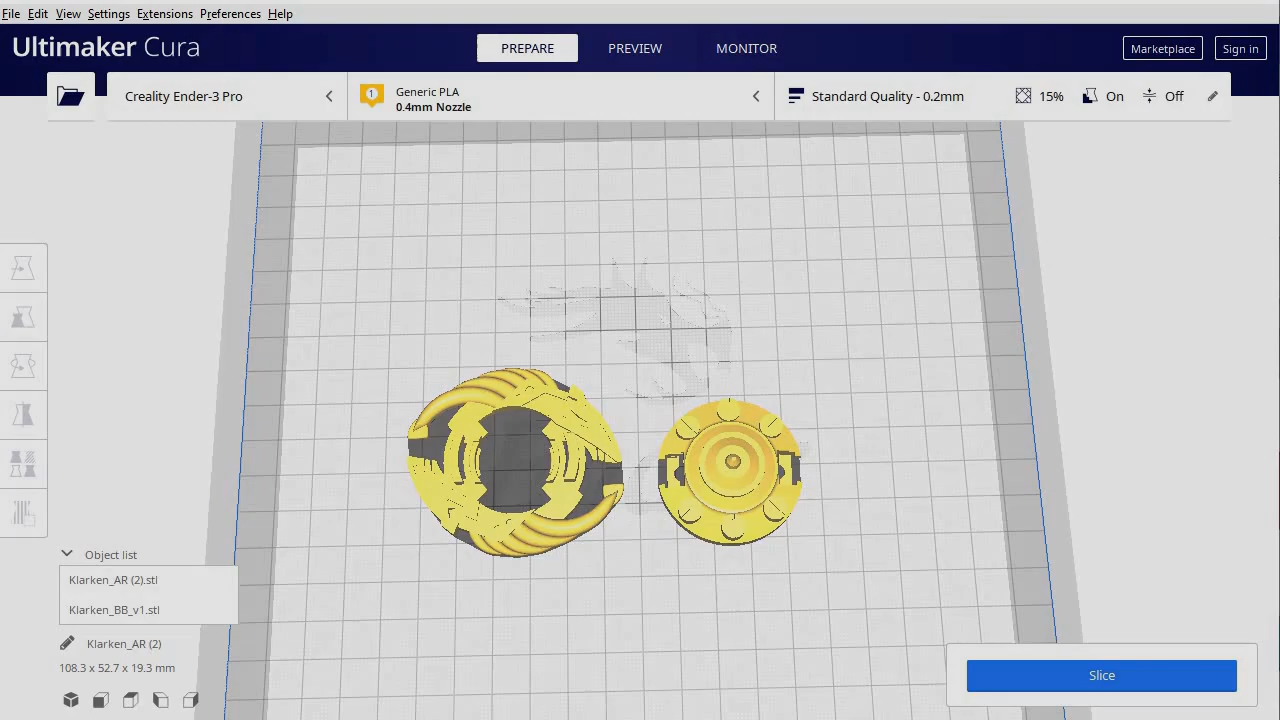 File Edit View Settings Extensions Preferences Help
Ultimaker Cura
PREPARE
PREVIEW
MONITOR
Marketplace
Sign in
Creality Ender-3 Pro
1
Generic PLA
0.4mm Nozzle
Standard Quality - 0.2mm
15%
On
Off
Object list
Klarken_AR (2).stl
Klarken_BB_v1.stl
Klarken_AR (2)
108.3 x 52.7 x 19.3 mm
Slice